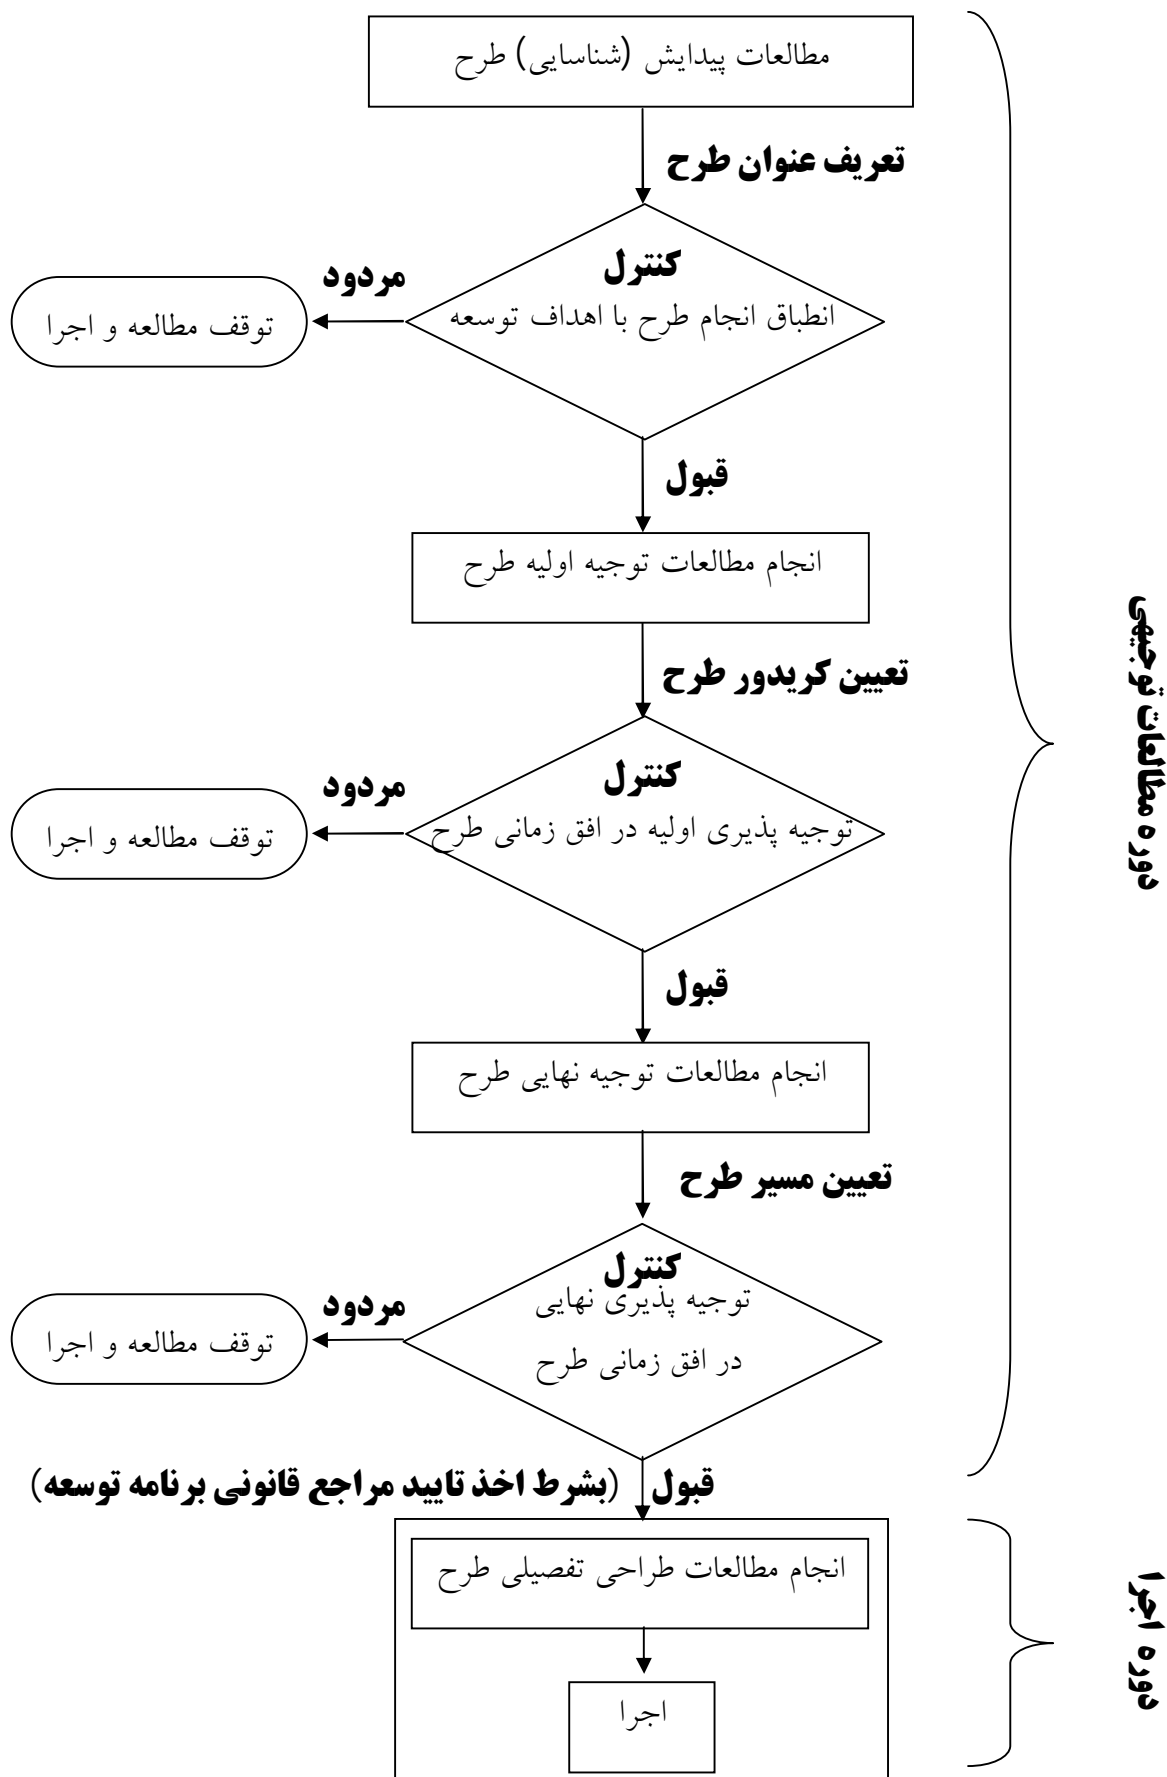 مطالعات پیدایش (شناسایی) طرح
تعریف عنوان طرح
کنترل
انطباق انجام طرح با اهداف توسعه
مردود
توقف مطالعه و اجرا
قبول
انجام مطالعات توجیه اولیه طرح
تعیین کریدور طرح
کنترل
توجیه پذیری اولیه در افق زمانی طرح
مردود
توقف مطالعه و اجرا
قبول
انجام مطالعات توجیه نهایی طرح
تعیین مسیر طرح
کنترل
توجیه پذیری نهایی
در افق زمانی طرح
مردود
توقف مطالعه و اجرا
قبول (بشرط اخذ تایید مراجع قانونی برنامه توسعه)
دوره مطالعات توجیهی
انجام مطالعات طراحی تفصیلی طرح
اجرا
دوره اجرا